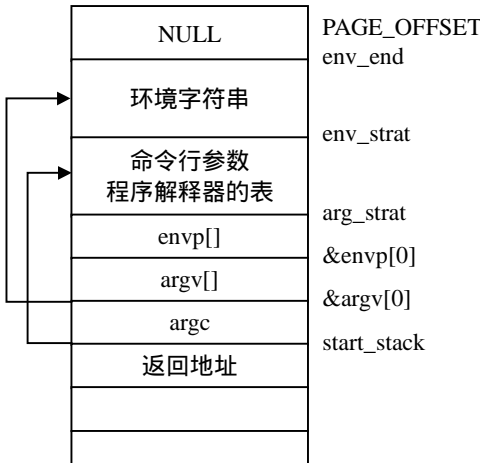 NULL
PAGE_OFFSET
env_end
环境字符串
env_strat
命令行参数
程序解释器的表
arg_strat
envp[]
&envp[0]
argv[]
&argv[0]
argc
start_stack
返回地址